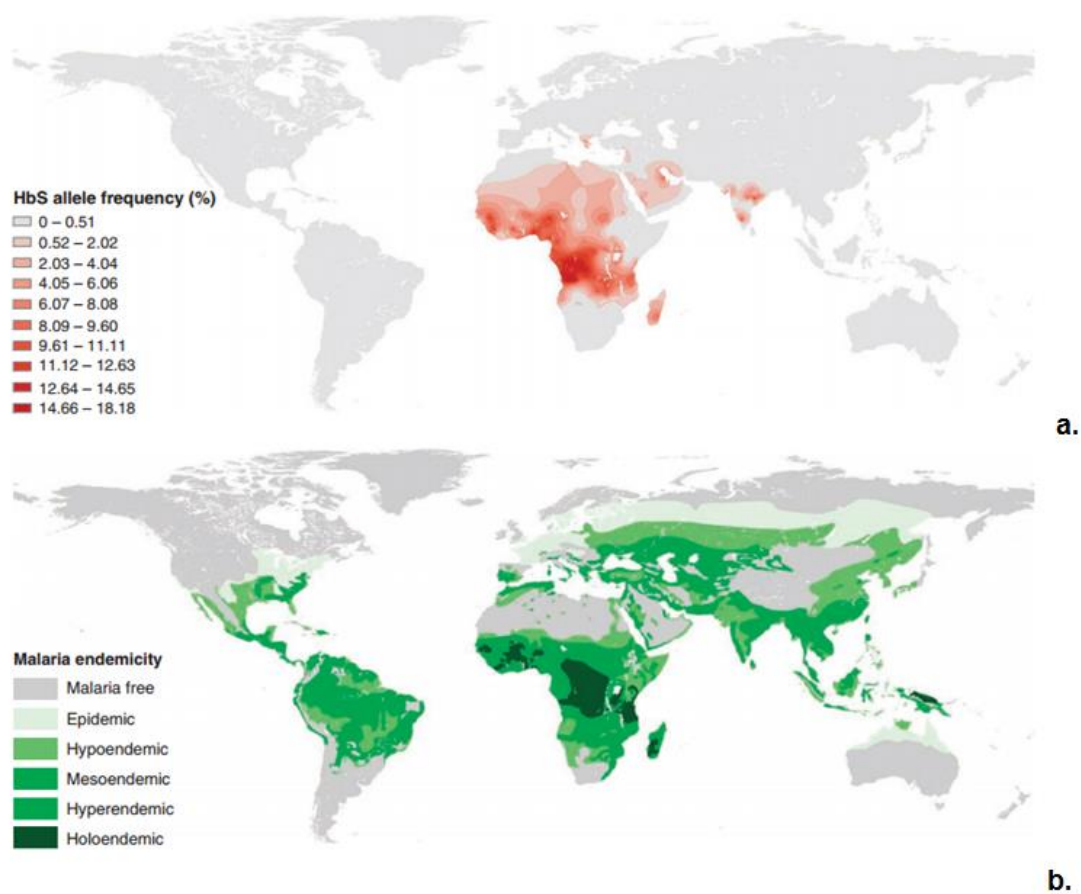 HbS allele frequency (%)
0 – 0.51
0.52 – 2.02
2.03 – 4.04
4.05 – 6.06
6.07 – 8.08
8.09 – 9.60
9.61 – 11.11
11.12 – 12.63
12.64 – 14.65
14.66 – 18.18
a.
Malaria endemicity
Malaria free
Epidemic
Hypoendemic
Mesoendemic
Hyperendemic
Holoendemic
b.